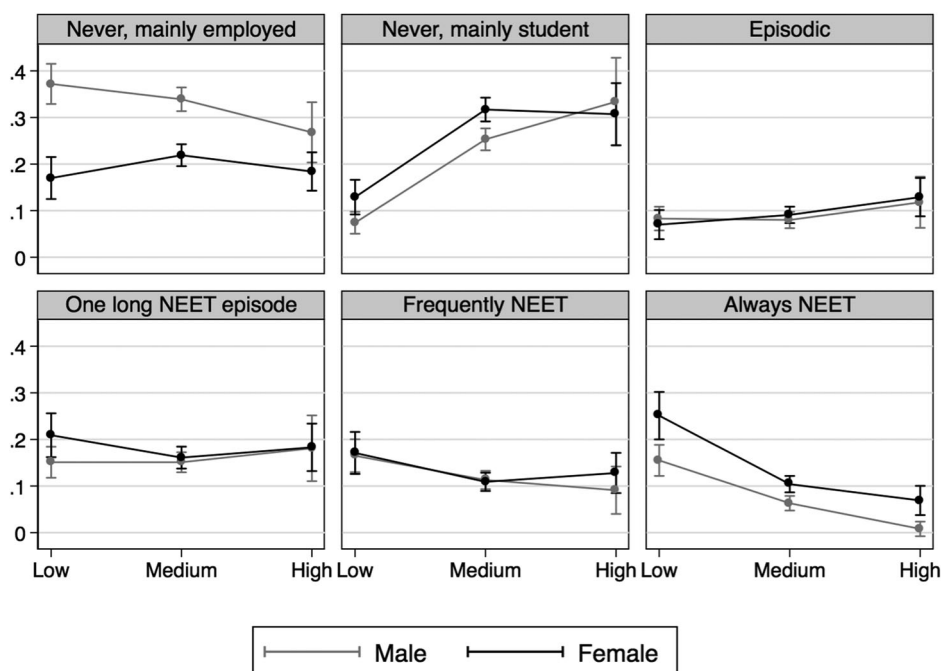 Never, mainly employed Never, mainly student Episodic
.4
.3
.2
.1
0
One long NEET episode Frequently NEET Always NEET
.4
.3
.2
.1
0
Low Medium High Low Medium High Low Medium High
Male Female